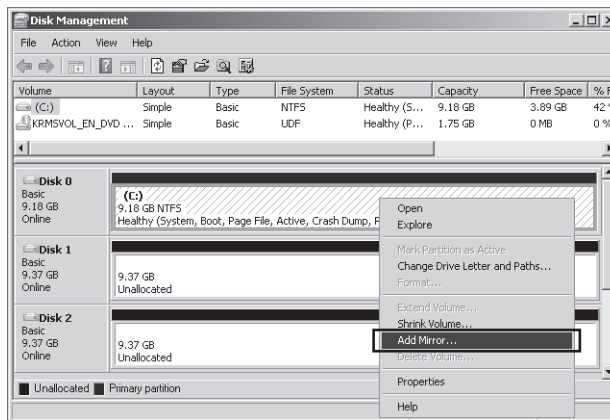 Disk Management
File Action View Help
Volume Layout Type File System Status Capacity Free Space % F
(C:) Simple Basic NTFS Healthy (S... 9.18 GB 3.89 GB 42 %
KRMSVOL_EN_DVD ... Simple Basic UDF Healthy (P... 1.75 GB 0 MB 0 %
Disk 0
Basic
9.18 GB
Online
(C:)
9.18 GB NTFS
Healthy (System, Boot, Page File, Active, Crash Dump, P
Disk 1
Basic
9.37 GB
Online
9.37 GB
Unallocated
Disk 2
Basic
9.37 GB
Online
9.37 GB
Unallocated
Open
Explore
Mark Partition as Active
Change Drive Letter and Paths...
Format...
Extend Volume...
Shrink Volume...
Add Mirror...
Delete Volume...
Properties
Help
Unallocated Primary partition